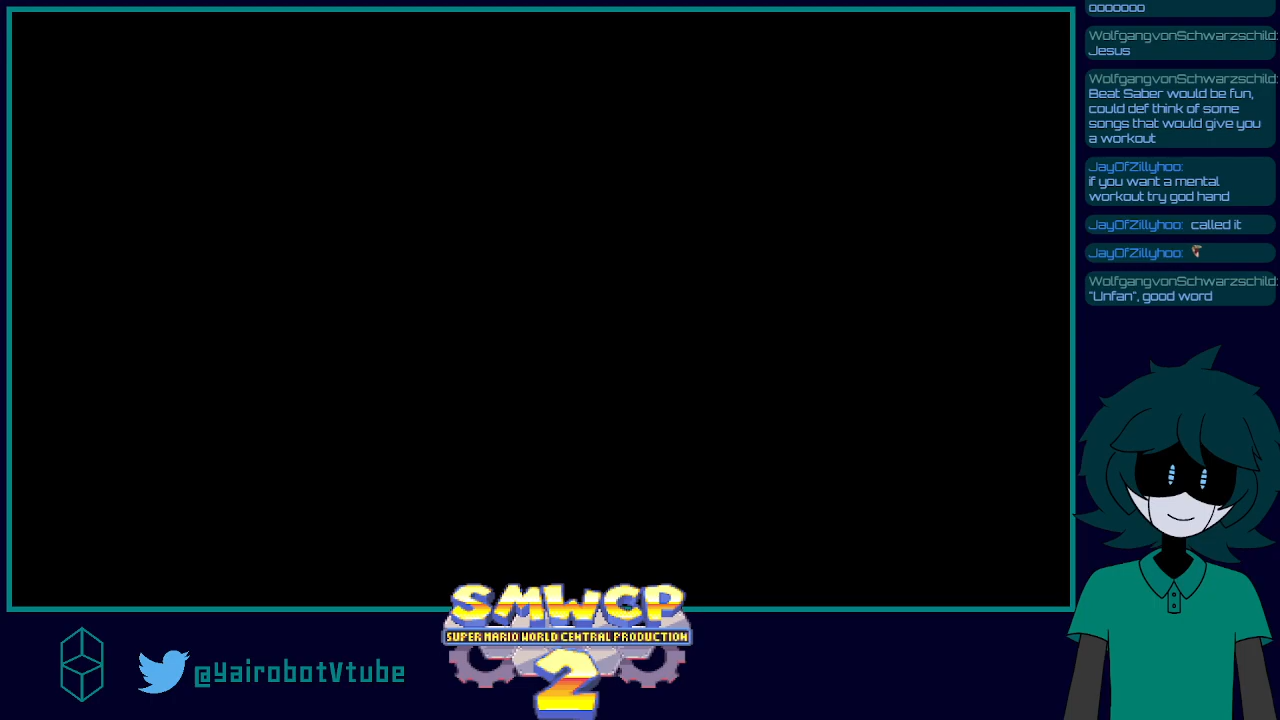 ooooooo
WolfgangvonSchwarzschild:
Jesus
WolfgangvonSchwarzschild:
Beat Saber would be fun,
could def think of some
songs that would give you
a workout
JayOfZillyhoo:
if you want a mental
workout try god hand
JayOfZillyhoo: called it
JayOfZillyhoo:
WolfgangvonSchwarzschild:
"Unfan", good word
SMWCP
SUPER MARIO WORLD CENTRAL PRODUCTION
2
@YairobotVtube